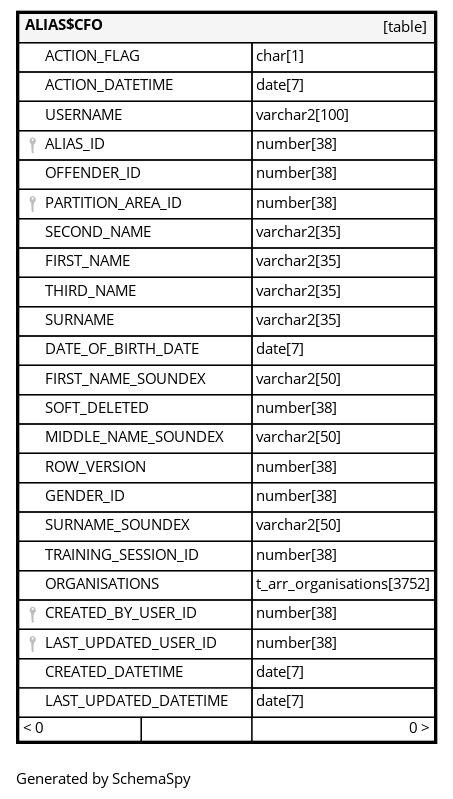 ALIAS$CFO [table]
ACTION_FLAG char[1]
ACTION_DATETIME date[7]
USERNAME varchar2[100]
ALIAS_ID number[38]
OFFENDER_ID number[38]
PARTITION_AREA_ID number[38]
SECOND_NAME varchar2[35]
FIRST_NAME varchar2[35]
THIRD_NAME varchar2[35]
SURNAME varchar2[35]
DATE_OF_BIRTH_DATE date[7]
FIRST_NAME_SOUNDEX varchar2[50]
SOFT_DELETED number[38]
MIDDLE_NAME_SOUNDEX varchar2[50]
ROW_VERSION number[38]
GENDER_ID number[38]
SURNAME_SOUNDEX varchar2[50]
TRAINING_SESSION_ID number[38]
ORGANISATIONS t_arr_organisations[3752]
CREATED_BY_USER_ID number[38]
LAST_UPDATED_USER_ID number[38]
CREATED_DATETIME date[7]
LAST_UPDATED_DATETIME date[7]
< 0 0 >
Generated by SchemaSpy